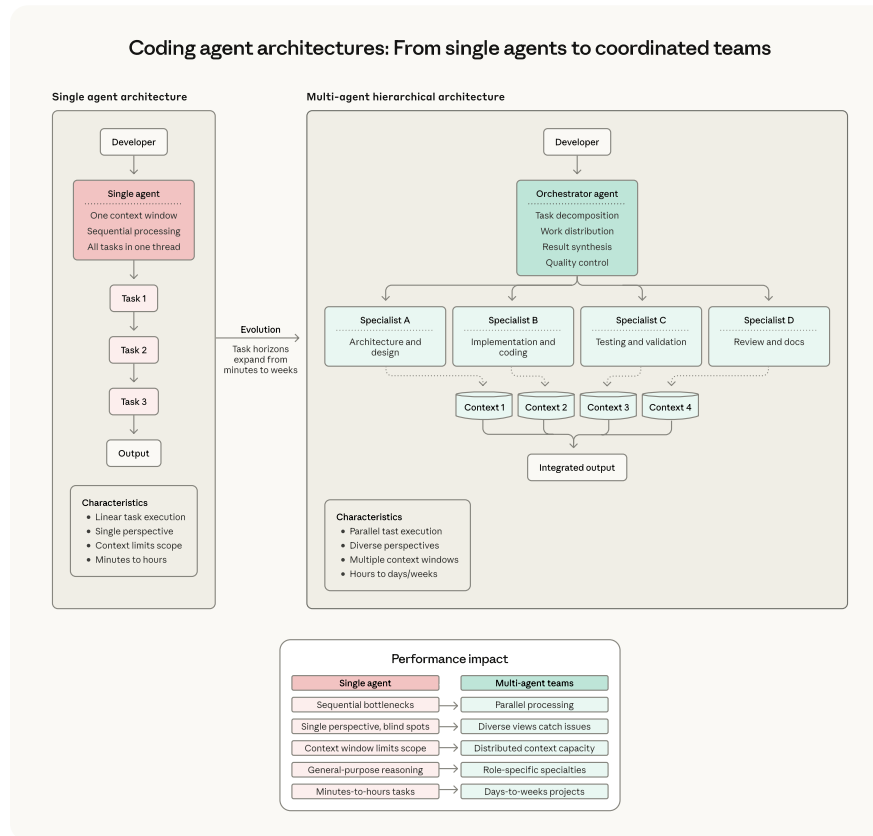 Coding agent architectures: From single agents to coordinated teams
Single agent architecture
Developer
Single agent
One context window
Sequential processing
All tasks in one thread
Task 1
Task 2
Task 3
Output
Characteristics
• Linear task execution
• Single perspective
• Context limits scope
• Minutes to hours
Evolution
Task horizons
expand from
minutes to weeks
Multi-agent hierarchical architecture
Developer
Orchestrator agent
Task decomposition
Work distribution
Result synthesis
Quality control
Specialist A
Architecture and
design
Specialist B
Implementation and
coding
Specialist C
Testing and validation
Specialist D
Review and docs
Context 1
Context 2
Context 3
Context 4
Integrated output
Characteristics
• Parallel tast execution
• Diverse perspectives
• Multiple context windows
• Hours to days/weeks
Performance impact
Single agent
Multi-agent teams
Sequential bottlenecks
Parallel processing
Single perspective, blind spots
Diverse views catch issues
Context window limits scope
Distributed context capacity
General-purpose reasoning
Role-specific specialties
Minutes-to-hours tasks
Days-to-weeks projects